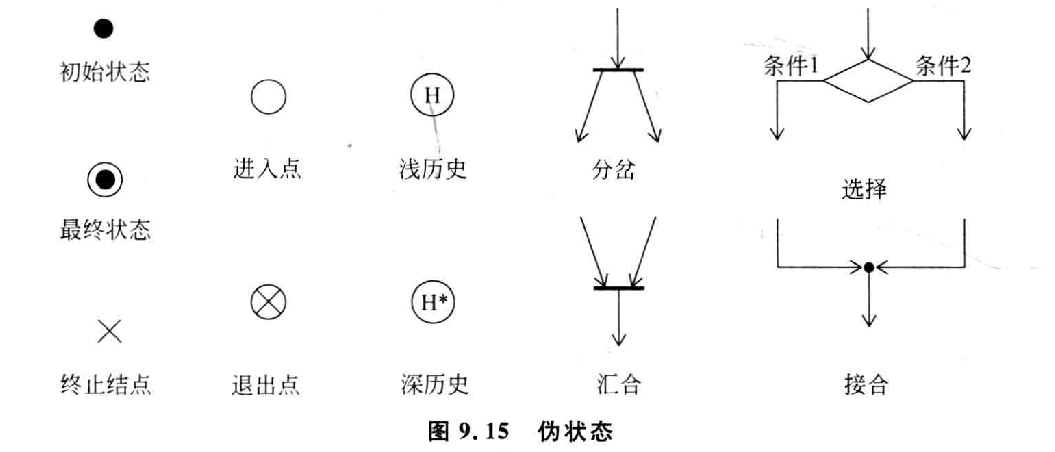 初始状态
进入点
H
浅历史
分岔
条件1
条件2
选择
最终状态
终止结点
退出点
H*
深历史
汇合
接合
图 9.15 伪状态